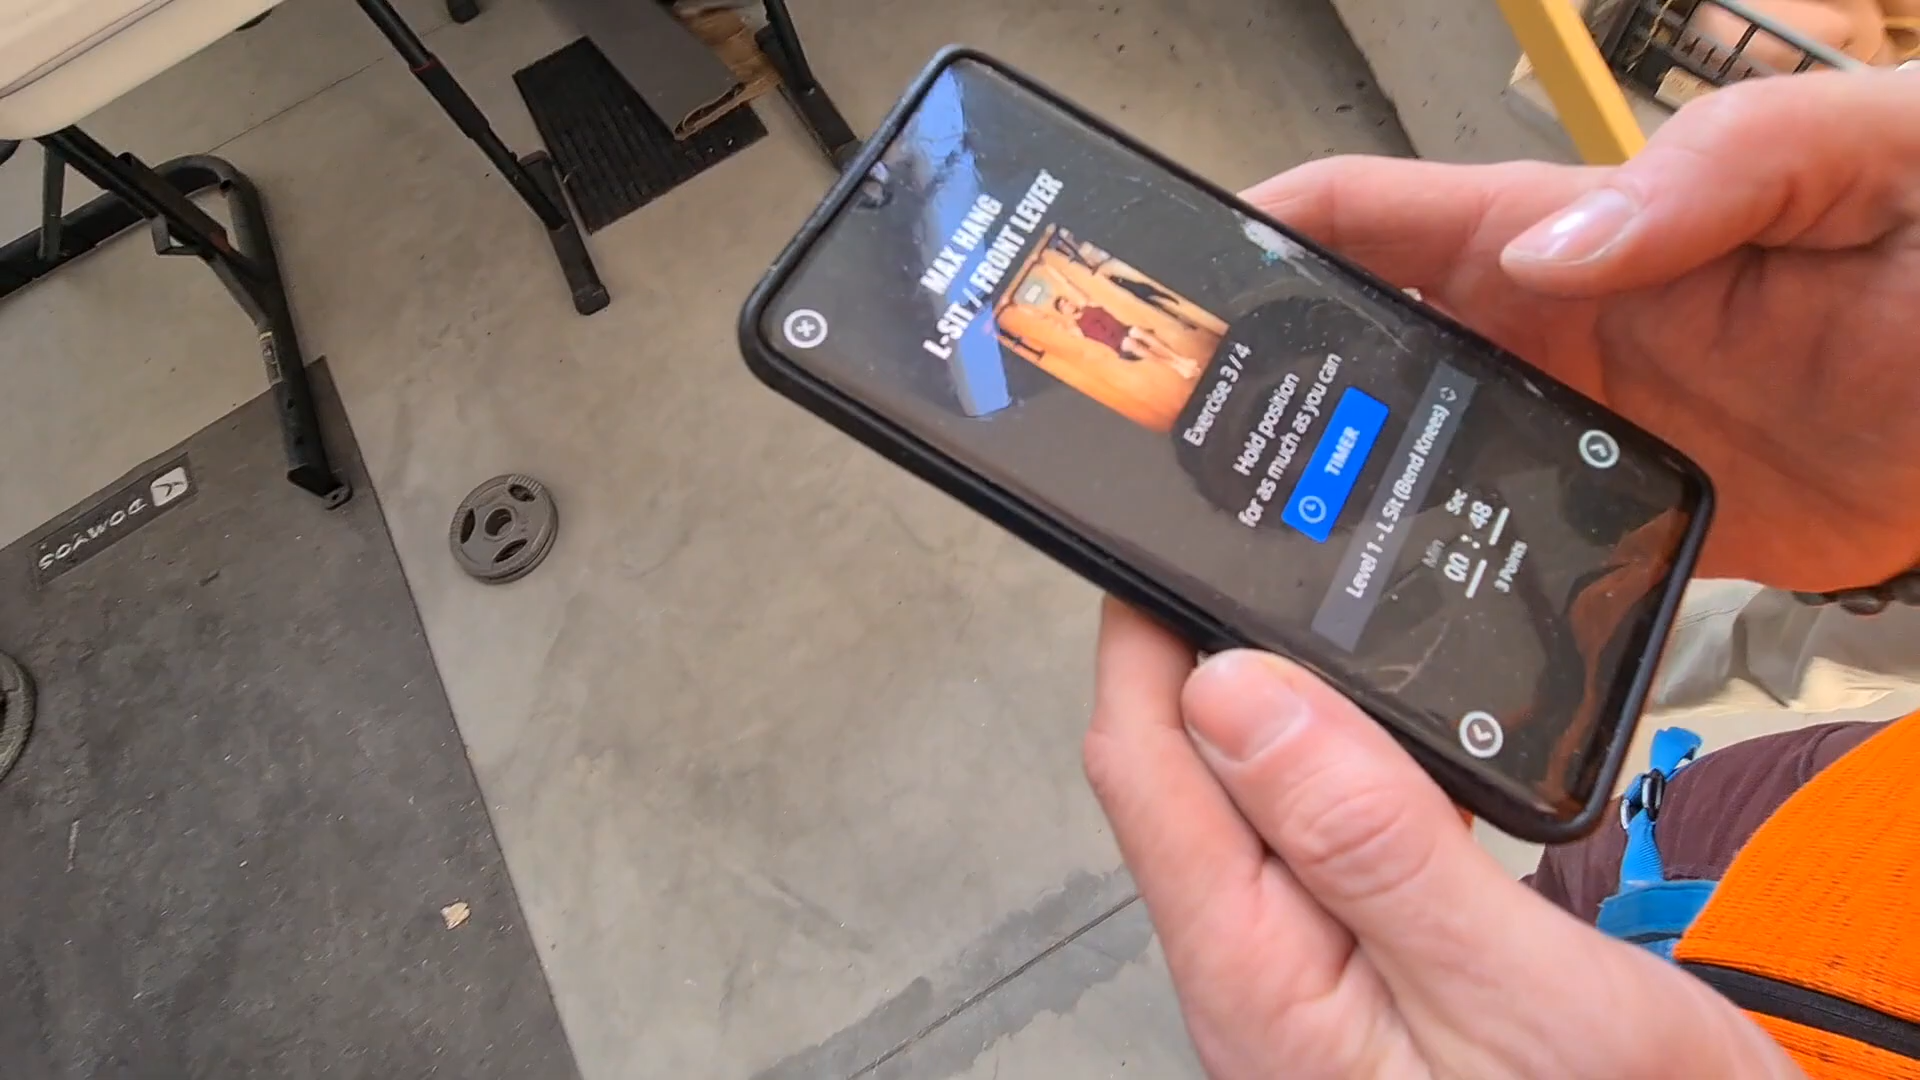 MAX HANG
L-SIT / FRONT LEVER
Exercise 3 / 4
Hold position
for as much as you can
TIMER
Level 1 - L Sit (Bend Knees)
Min Sec
00 : 48
3 Points
DOMYOS